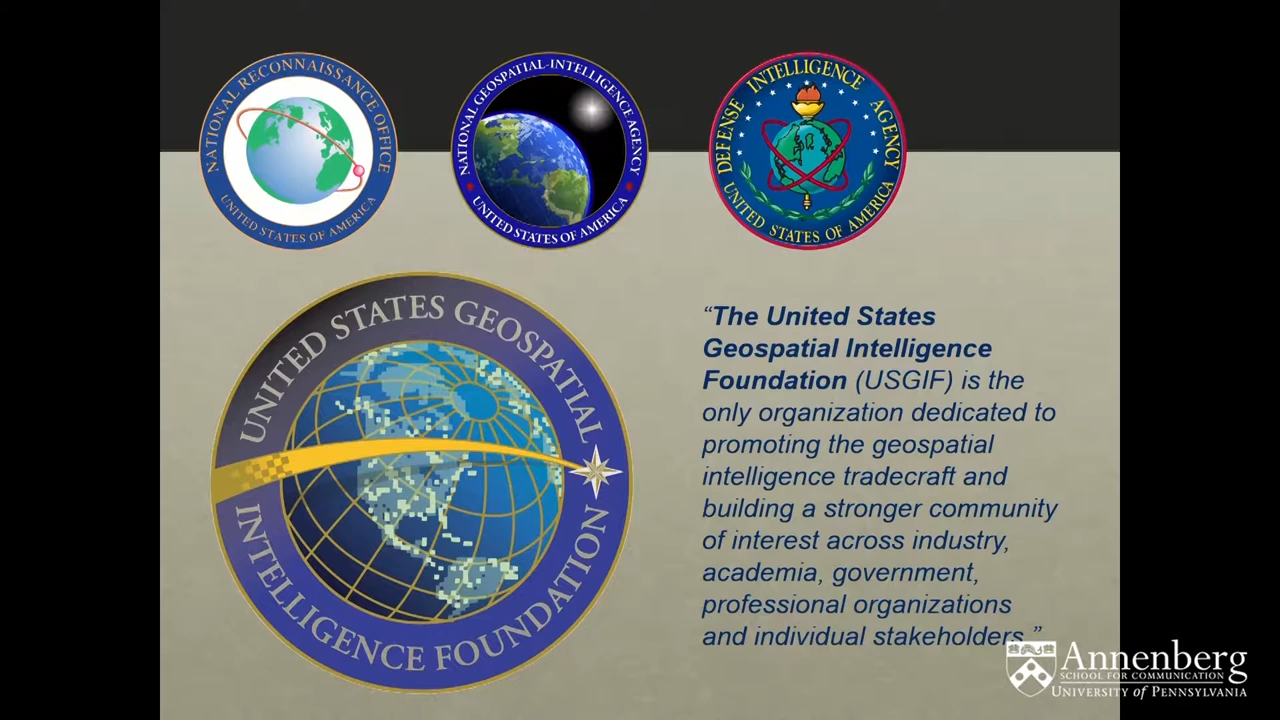 NATIONAL RECONNAISSANCE OFFICE
UNITED STATES OF AMERICA
NATIONAL GEOSPATIAL-INTELLIGENCE AGENCY
UNITED STATES OF AMERICA
DEFENSE INTELLIGENCE AGENCY
UNITED STATES OF AMERICA
UNITED STATES GEOSPATIAL
INTELLIGENCE FOUNDATION
“The United States
Geospatial Intelligence
Foundation (USGIF) is the
only organization dedicated to
promoting the geospatial
intelligence tradecraft and
building a stronger community
of interest across industry,
academia, government,
professional organizations
and individual stakeholders.”
Annenberg
SCHOOL FOR COMMUNICATION
UNIVERSITY of PENNSYLVANIA